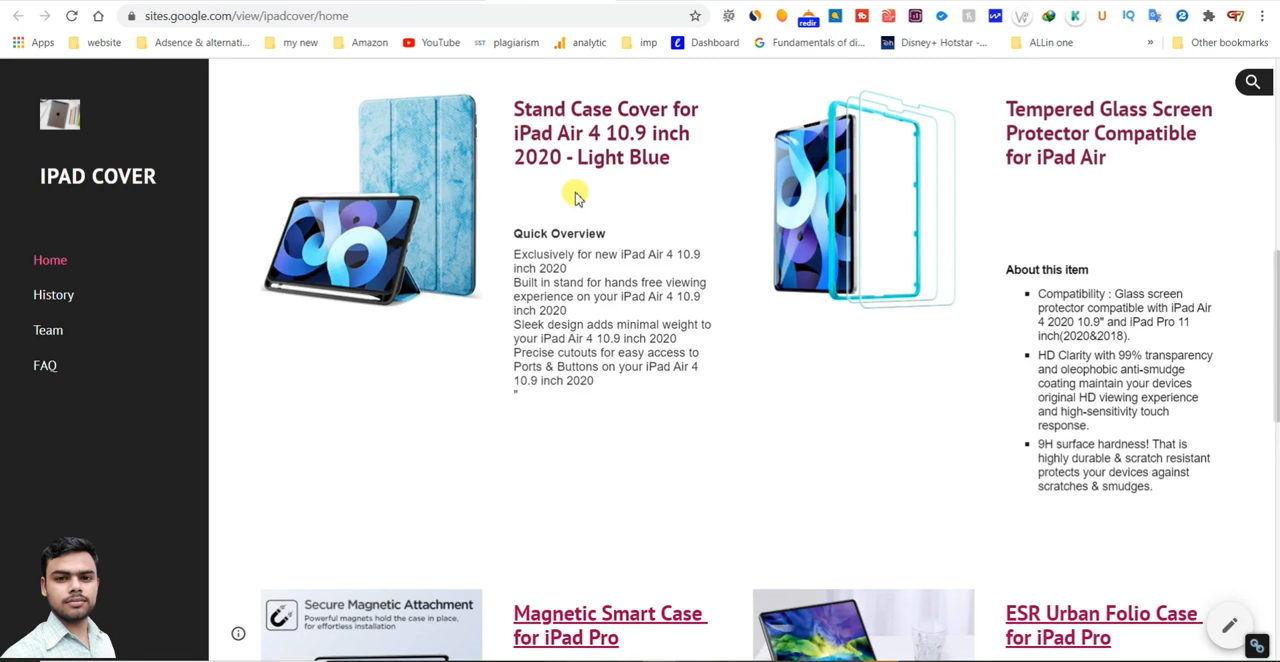 sites.google.com/view/ipadcover/home
redir
IQ
Apps
website
Adsence & alternati...
my new
Amazon
YouTube
SST
plagiarism
analytic
imp
Dashboard
Fundamentals of di...
Disney+ Hotstar -...
ALLin one
»
Other bookmarks
IPAD COVER
Home
History
Team
FAQ
Stand Case Cover for
iPad Air 4 10.9 inch
2020 - Light Blue
Quick Overview
Exclusively for new iPad Air 4 10.9
inch 2020
Built in stand for hands free viewing
experience on your iPad Air 4 10.9
inch 2020
Sleek design adds minimal weight to
your iPad Air 4 10.9 inch 2020
Precise cutouts for easy access to
Ports & Buttons on your iPad Air 4
10.9 inch 2020
"
Tempered Glass Screen
Protector Compatible
for iPad Air
About this item
Compatibility : Glass screen
protector compatible with iPad Air
4 2020 10.9" and iPad Pro 11
inch(2020&2018).
HD Clarity with 99% transparency
and oleophobic anti-smudge
coating maintain your devices
original HD viewing experience
and high-sensitivity touch
response.
9H surface hardness! That is
highly durable & scratch resistant
protects your devices against
scratches & smudges.
Secure Magnetic Attachment
Powerful magnets hold the case in place,
for effortless installation
Magnetic Smart Case
for iPad Pro
ESR Urban Folio Case
for iPad Pro